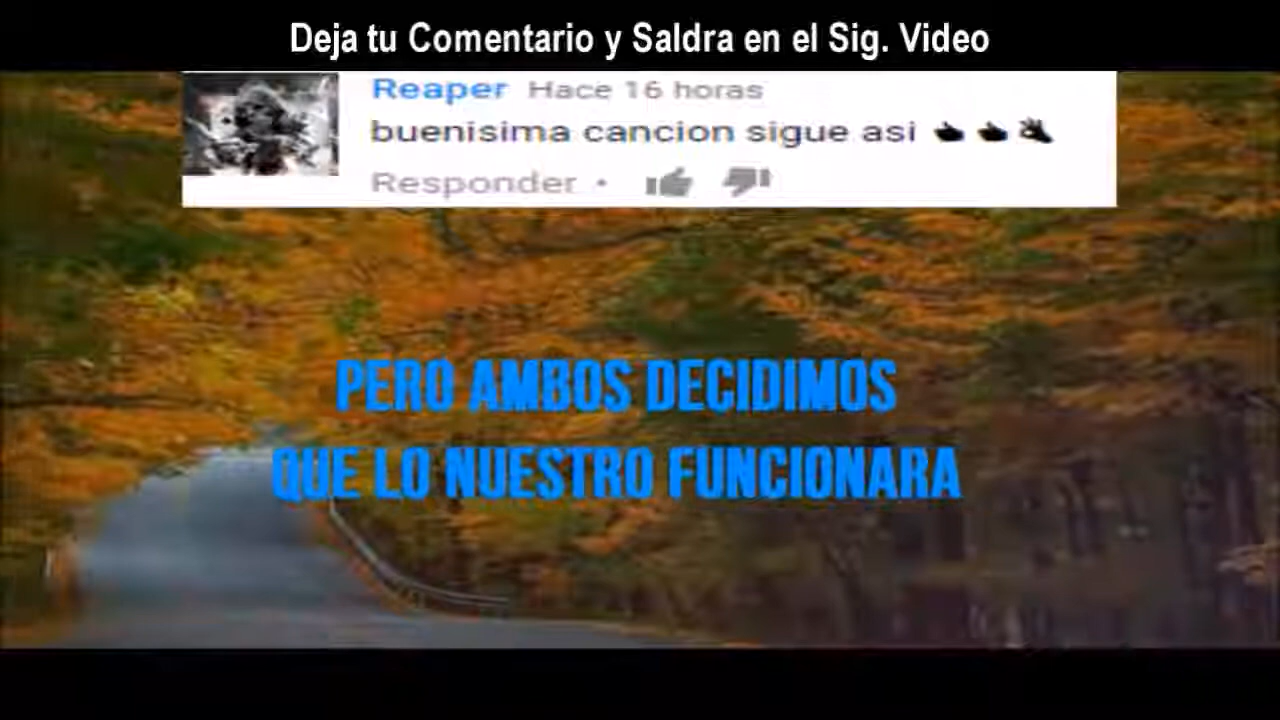 Deja tu Comentario y Saldra en el Sig. Video
Reaper Hace 16 horas
buenisima cancion sigue asi
Responder •
PERO AMBOS DECIDIMOS
QUE LO NUESTRO FUNCIONARA